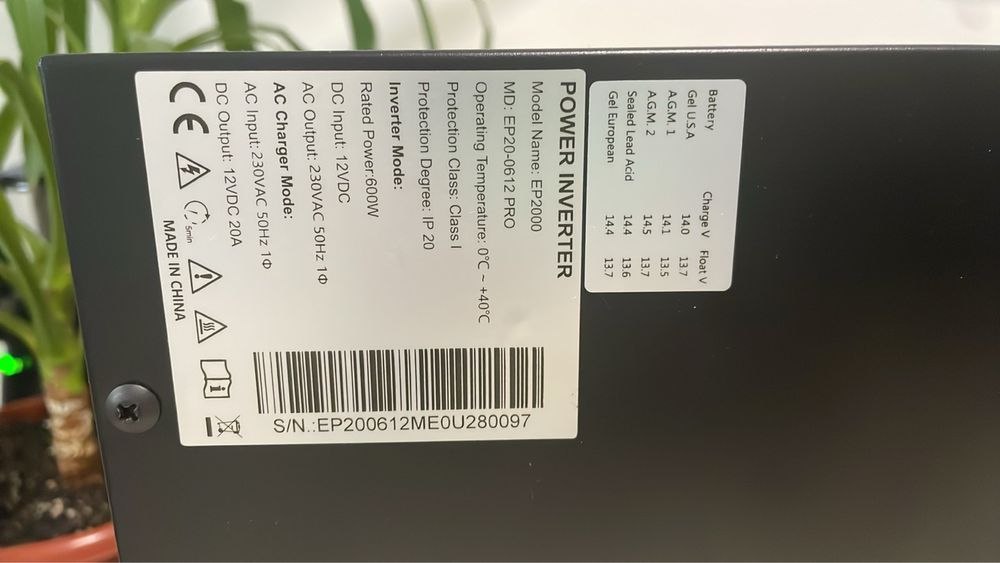 POWER INVERTER
Model Name: EP2000
MD: EP20-0612 PRO
Operating Temperature: 0℃ ~ +40℃
Protection Class: Class I
Protection Degree: IP 20
Inverter Mode:
Rated Power:600W
DC Input: 12VDC
AC Output: 230VAC 50Hz 1Φ
AC Charger Mode:
AC Input:230VAC 50Hz 1Φ
DC Output: 12VDC 20A
CE
5min
MADE IN CHINA
S/N.:EP200612ME0U280097
Battery Charge V Float V
Gel U.S.A 14.0 13.7
A.G.M. 1 14.1 13.5
A.G.M. 2 14.5 13.7
Sealed Lead Acid 14.4 13.6
Gel European 14.4 13.7